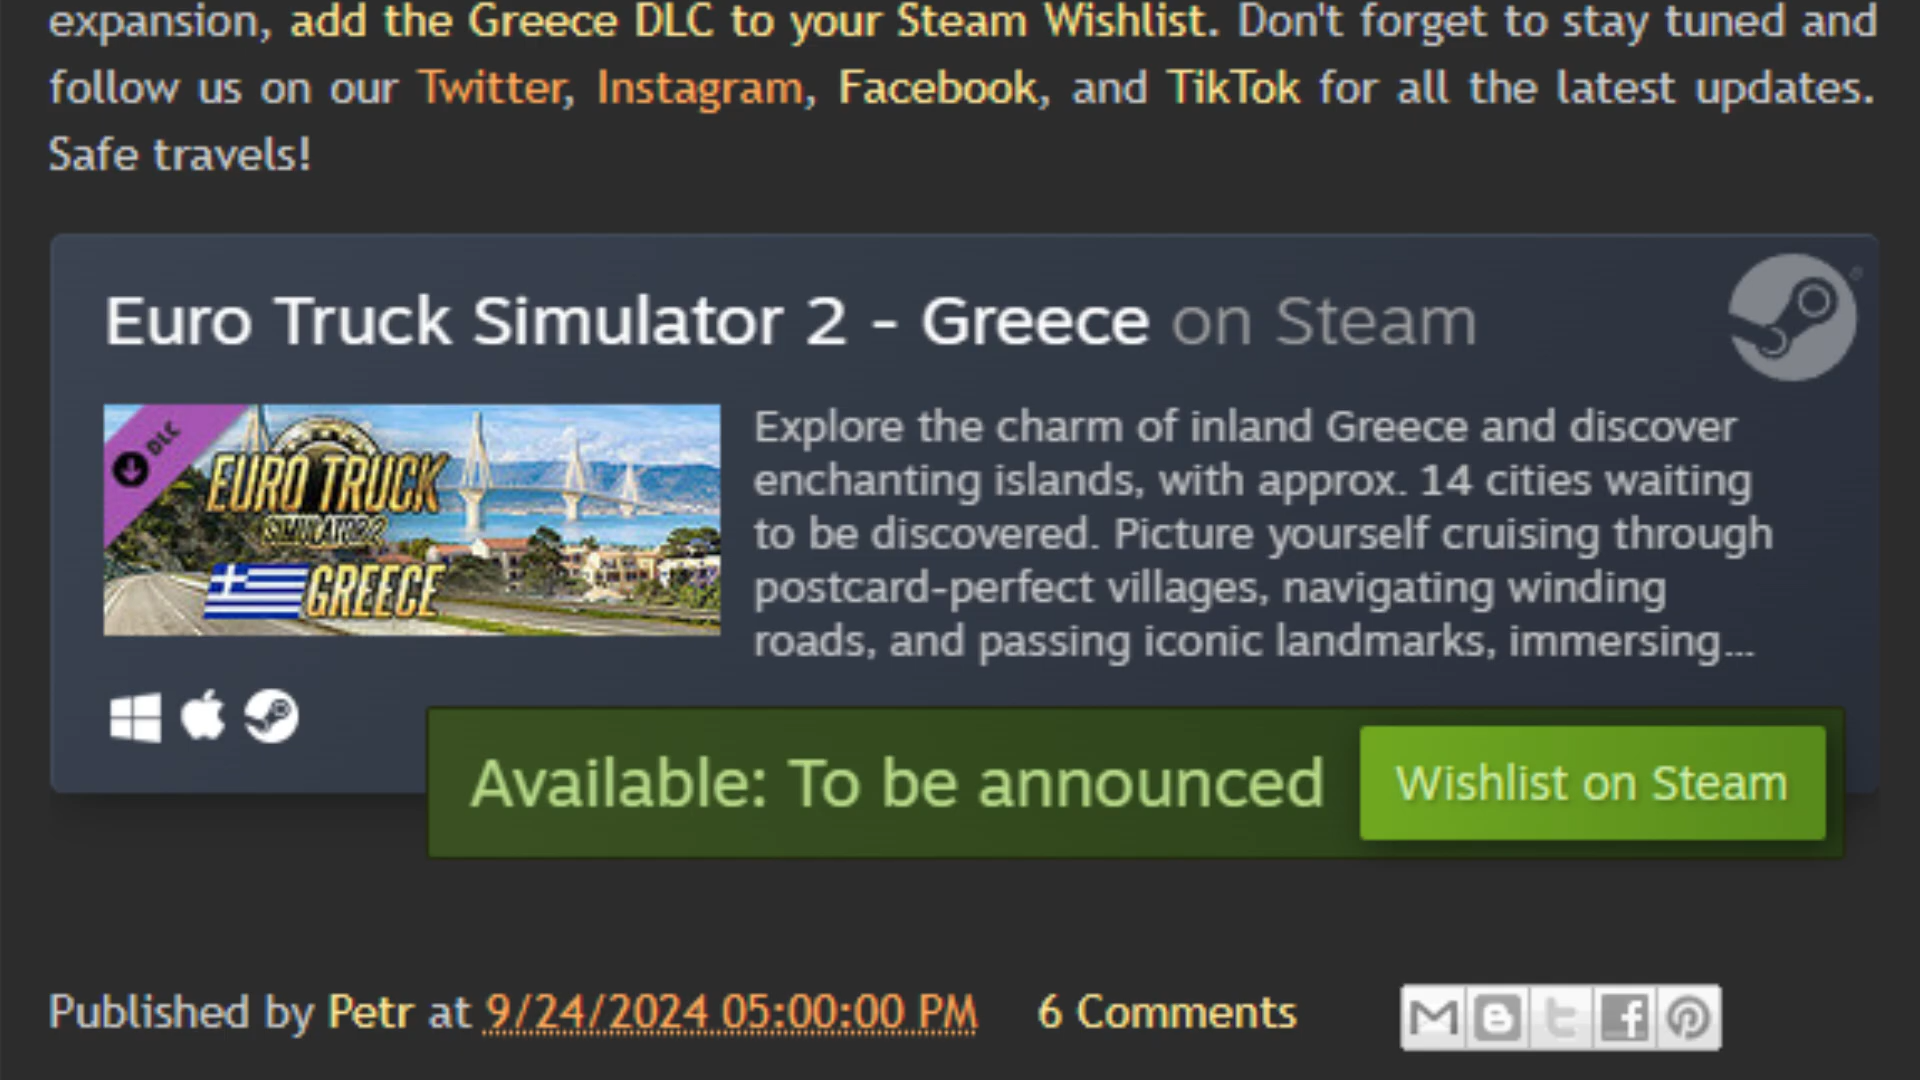 expansion, add the Greece DLC to your Steam Wishlist. Don't forget to stay tuned and
follow us on our Twitter, Instagram, Facebook, and TikTok for all the latest updates.
Safe travels!
Euro Truck Simulator 2 - Greece on Steam
DLC
EURO TRUCK
SIMULATOR 2
GREECE
Explore the charm of inland Greece and discover
enchanting islands, with approx. 14 cities waiting
to be discovered. Picture yourself cruising through
postcard-perfect villages, navigating winding
roads, and passing iconic landmarks, immersing...
Available: To be announced
Wishlist on Steam
Published by Petr at 9/24/2024 05:00:00 PM 6 Comments